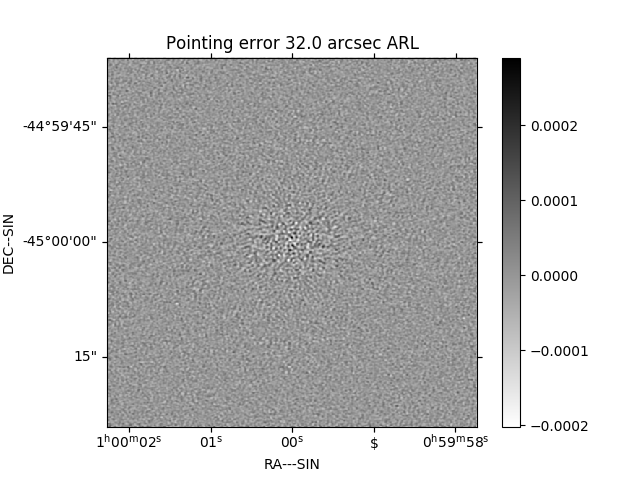 Pointing error 32.0 arcsec ARL
-44°59'45"
-45°00'00"
15"
DEC--SIN
1ʰ00ᵐ02ˢ 01ˢ 00ˢ $ 0ʰ59ᵐ58ˢ
RA---SIN
0.0002
0.0001
0.0000
−0.0001
−0.0002